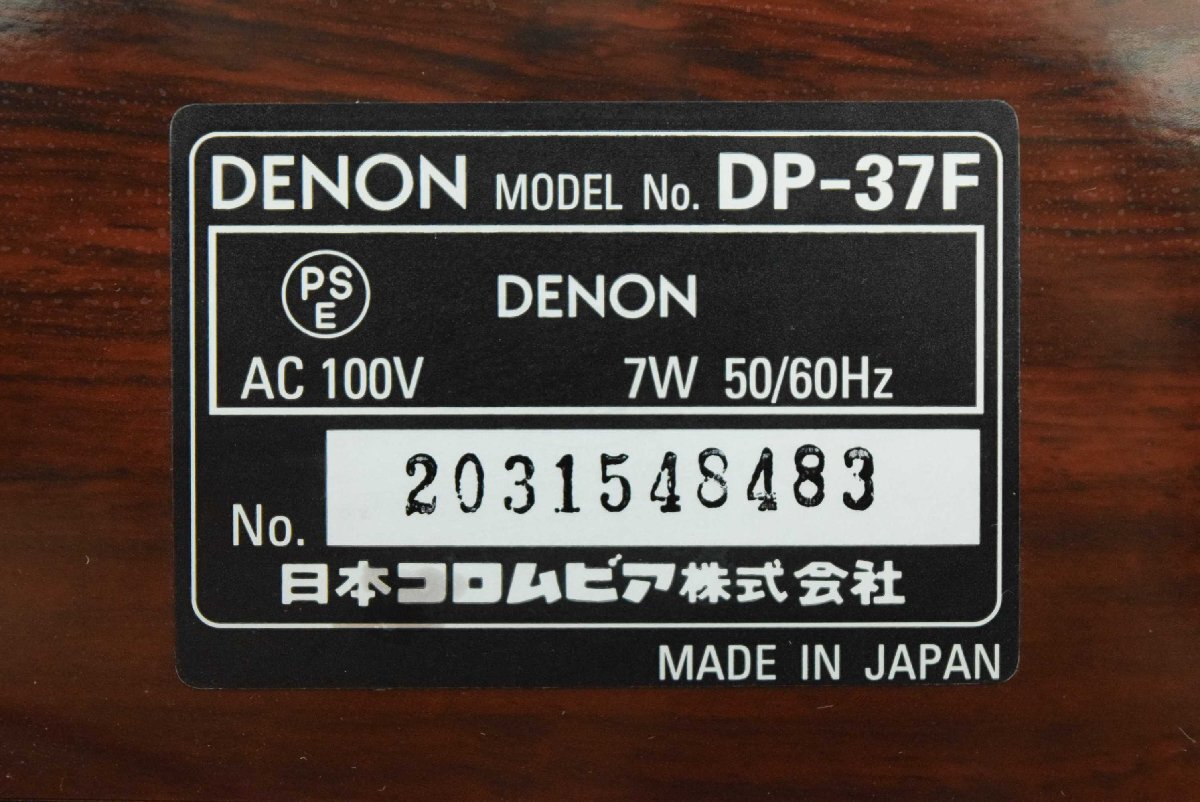 DENON MODEL No. DP-37F
PS
E
DENON
AC 100V 7W 50/60Hz
No. 2031548483
日本コロムビア株式会社
MADE IN JAPAN